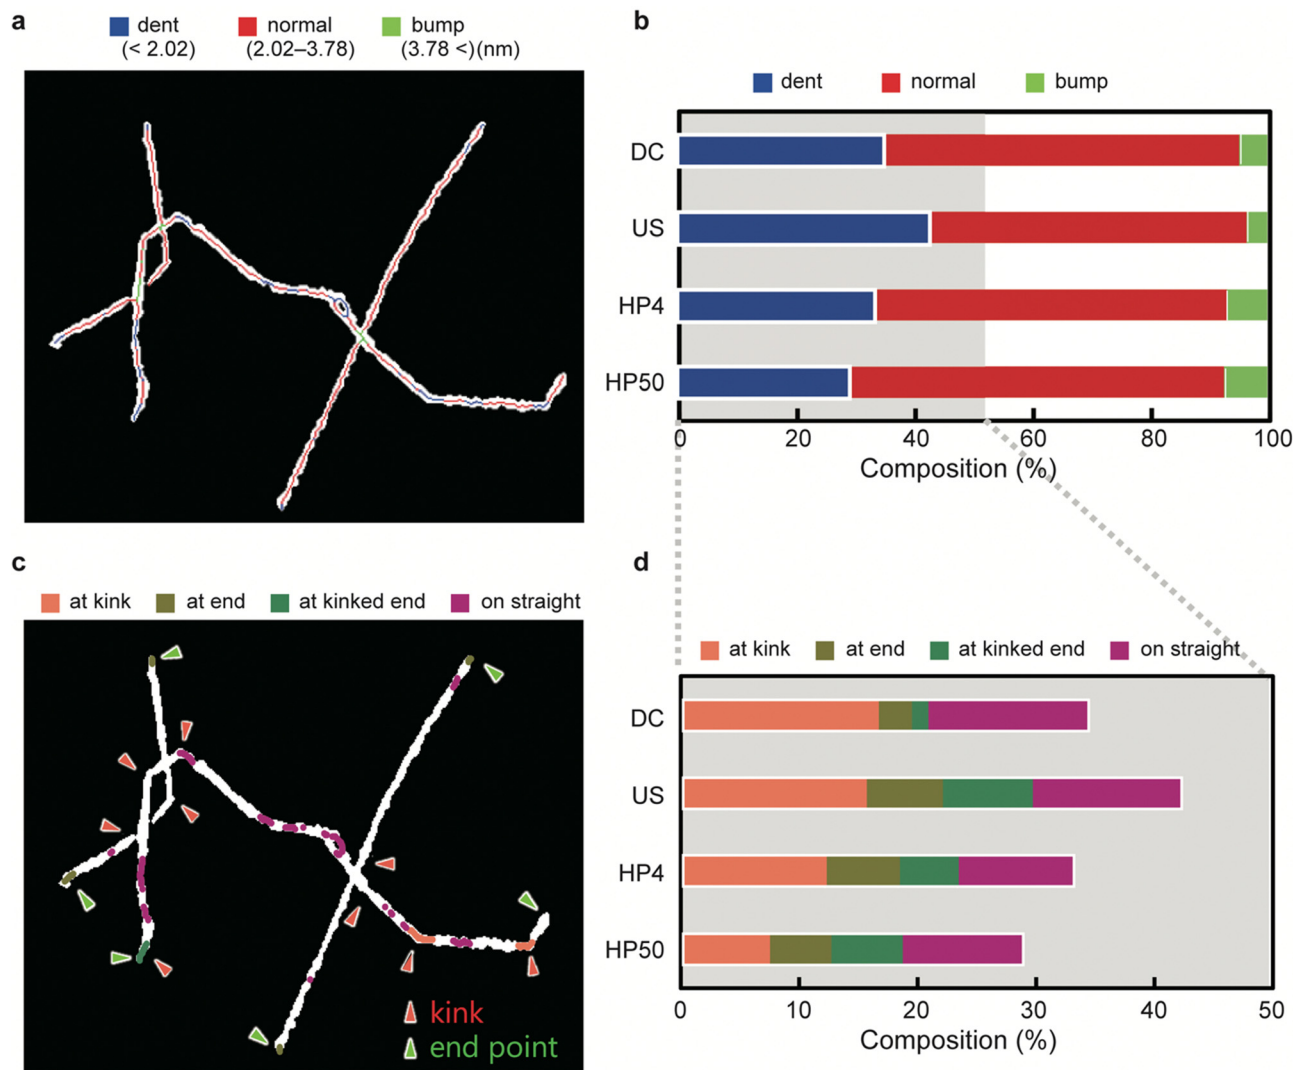 a
dent normal bump
(< 2.02) (2.02–3.78) (3.78 <)(nm)
b
dent normal bump
DC
US
HP4
HP50
0 20 40 60 80 100
Composition (%)
c
at kink at end at kinked end on straight
kink
end point
d
at kink at end at kinked end on straight
DC
US
HP4
HP50
0 10 20 30 40 50
Composition (%)